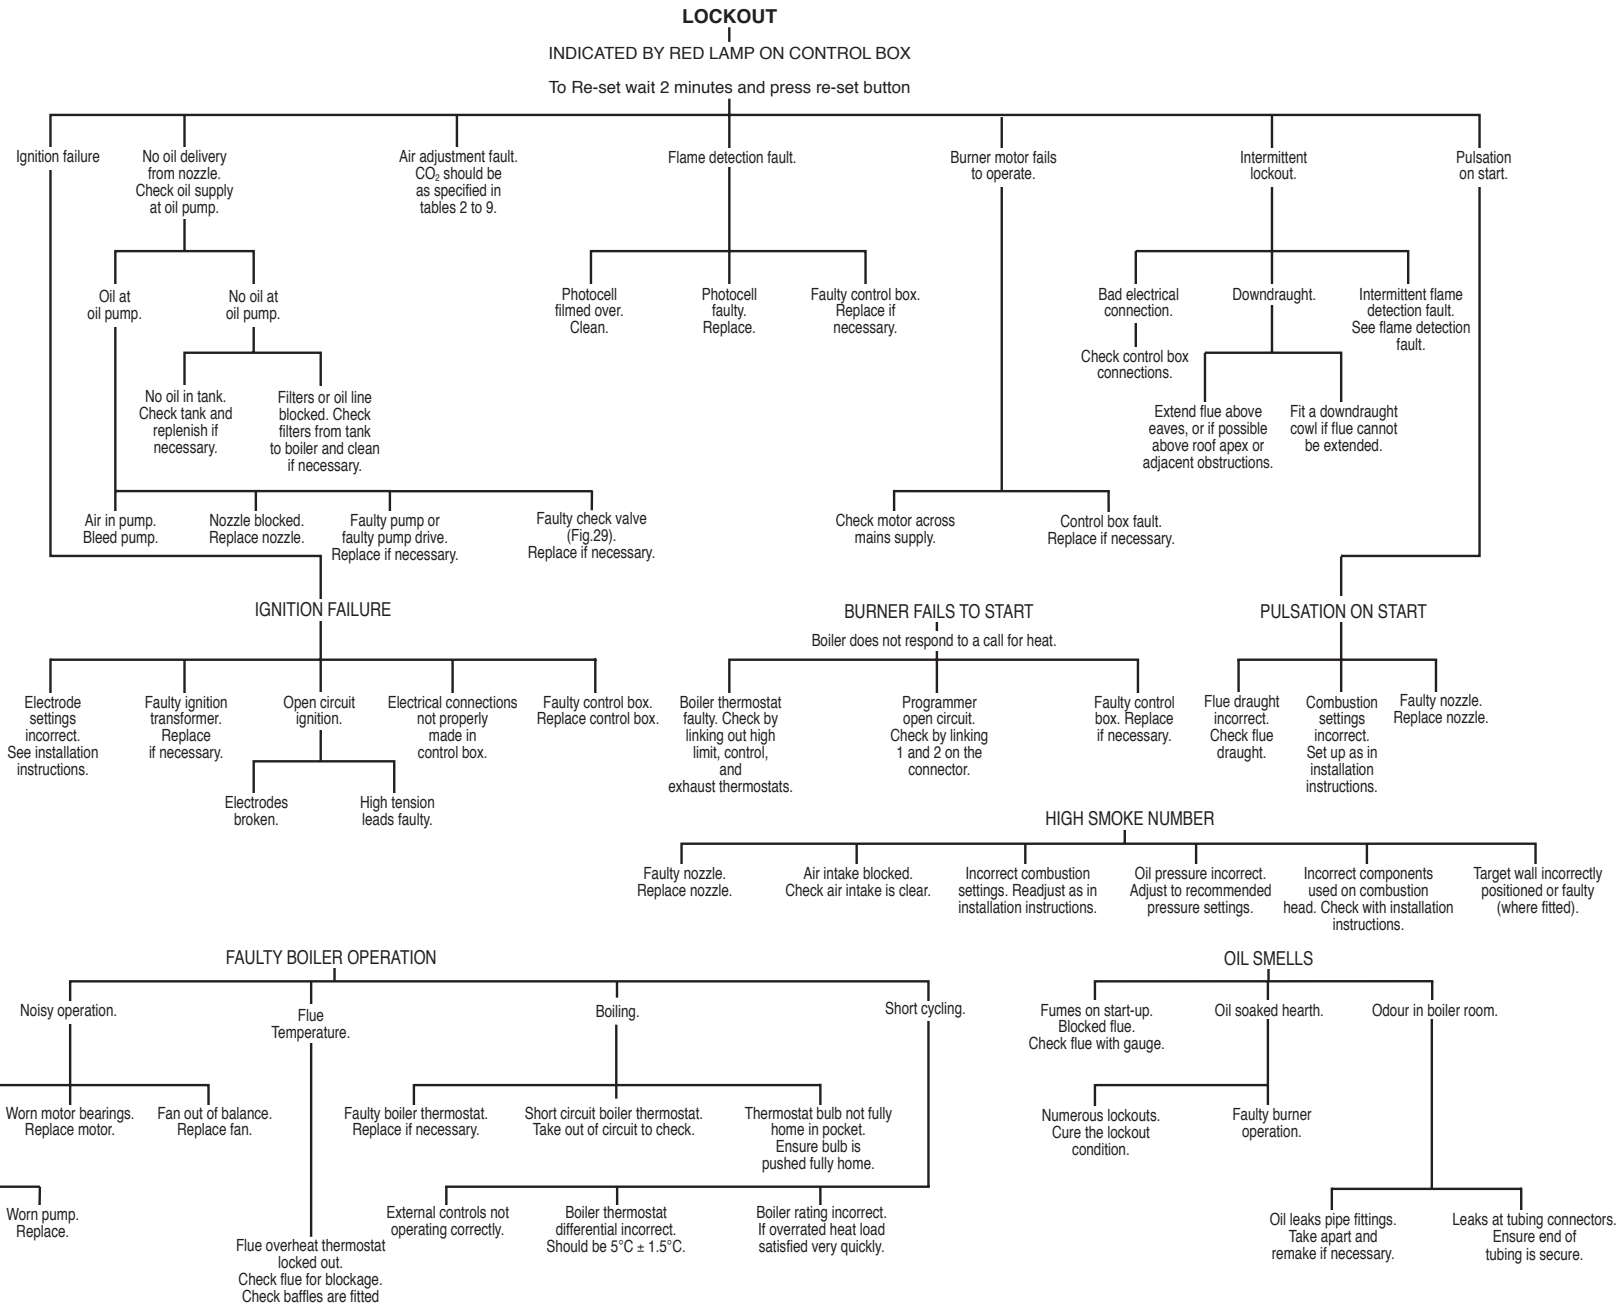 LOCKOUT
INDICATED BY RED LAMP ON CONTROL BOX
To Re-set wait 2 minutes and press re-set button
Ignition failure
No oil delivery
from nozzle.
Check oil supply
at oil pump.
Air adjustment fault.
CO₂ should be
as specified in
tables 2 to 9.
Flame detection fault.
Burner motor fails
to operate.
Intermittent
lockout.
Pulsation
on start.
Oil at
oil pump.
No oil at
oil pump.
Photocell
filmed over.
Clean.
Photocell
faulty.
Replace.
Faulty control box.
Replace if
necessary.
Bad electrical
connection.
Check control box
connections.
Downdraught.
Intermittent flame
detection fault.
See flame detection
fault.
No oil in tank.
Check tank and
replenish if
necessary.
Filters or oil line
blocked. Check
filters from tank
to boiler and clean
if necessary.
Extend flue above
eaves, or if possible
above roof apex or
adjacent obstructions.
Fit a downdraught
cowl if flue cannot
be extended.
Air in pump.
Bleed pump.
Nozzle blocked.
Replace nozzle.
Faulty pump or
faulty pump drive.
Replace if necessary.
Faulty check valve
(Fig.29).
Replace if necessary.
Check motor across
mains supply.
Control box fault.
Replace if necessary.
IGNITION FAILURE
Electrode
settings
incorrect.
See installation
instructions.
Faulty ignition
transformer.
Replace
if necessary.
Open circuit
ignition.
Electrical connections
not properly
made in
control box.
Faulty control box.
Replace control box.
Electrodes
broken.
High tension
leads faulty.
BURNER FAILS TO START
Boiler does not respond to a call for heat.
Boiler thermostat
faulty. Check by
linking out high
limit, control,
and
exhaust thermostats.
Programmer
open circuit.
Check by linking
1 and 2 on the
connector.
Faulty control
box. Replace
if necessary.
PULSATION ON START
Flue draught
incorrect.
Check flue
draught.
Combustion
settings
incorrect.
Set up as in
installation
instructions.
Faulty nozzle.
Replace nozzle.
HIGH SMOKE NUMBER
Faulty nozzle.
Replace nozzle.
Air intake blocked.
Check air intake is clear.
Incorrect combustion
settings. Readjust as in
installation instructions.
Oil pressure incorrect.
Adjust to recommended
pressure settings.
Incorrect components
used on combustion
head. Check with installation
instructions.
Target wall incorrectly
positioned or faulty
(where fitted).
FAULTY BOILER OPERATION
Noisy operation.
Flue
Temperature.
Boiling.
Short cycling.
Worn motor bearings.
Replace motor.
Fan out of balance.
Replace fan.
Faulty boiler thermostat.
Replace if necessary.
Short circuit boiler thermostat.
Take out of circuit to check.
Thermostat bulb not fully
home in pocket.
Ensure bulb is
pushed fully home.
Worn pump.
Replace.
Flue overheat thermostat
locked out.
Check flue for blockage.
Check baffles are fitted
External controls not
operating correctly.
Boiler thermostat
differential incorrect.
Should be 5°C ± 1.5°C.
Boiler rating incorrect.
If overrated heat load
satisfied very quickly.
OIL SMELLS
Fumes on start-up.
Blocked flue.
Check flue with gauge.
Oil soaked hearth.
Odour in boiler room.
Numerous lockouts.
Cure the lockout
condition.
Faulty burner
operation.
Oil leaks pipe fittings.
Take apart and
remake if necessary.
Leaks at tubing connectors.
Ensure end of
tubing is secure.